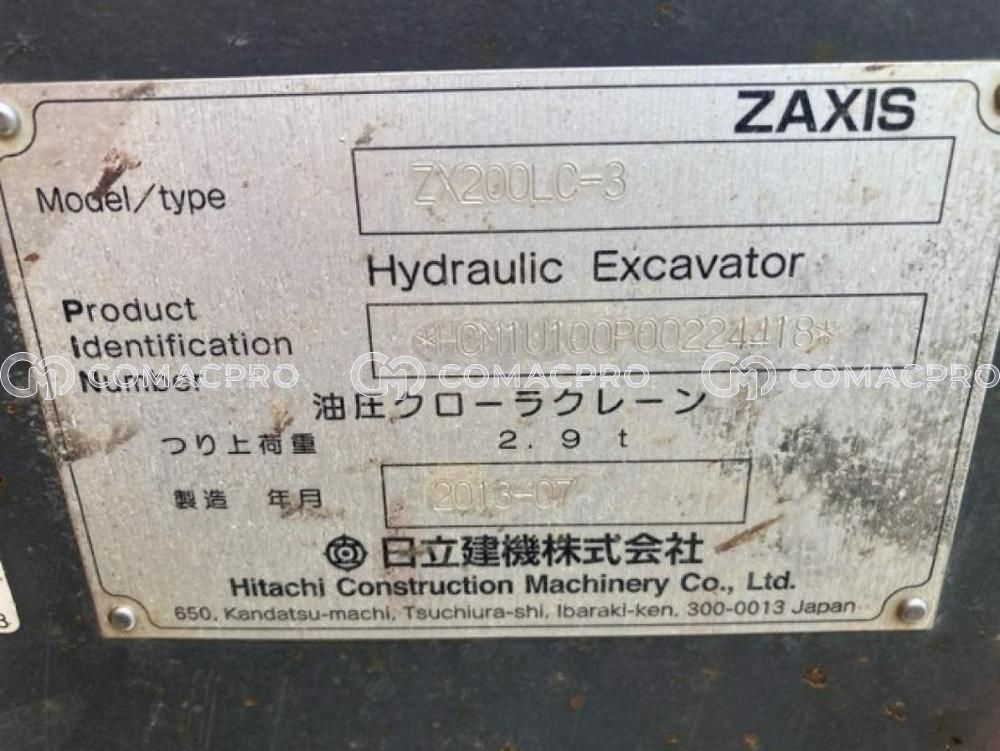 ZAXIS
Model/type
ZX200LC-3
Hydraulic Excavator
Product
Identification
Number
*HCM1U100P00224418*
COMACPRO COMACPRO COMACPRO
油圧クローラクレーン
つり上荷重 2.9 t
製造 年月 2013-07
日立建機株式会社
Hitachi Construction Machinery Co., Ltd.
650, Kandatsu-machi, Tsuchiura-shi, Ibaraki-ken, 300-0013 Japan